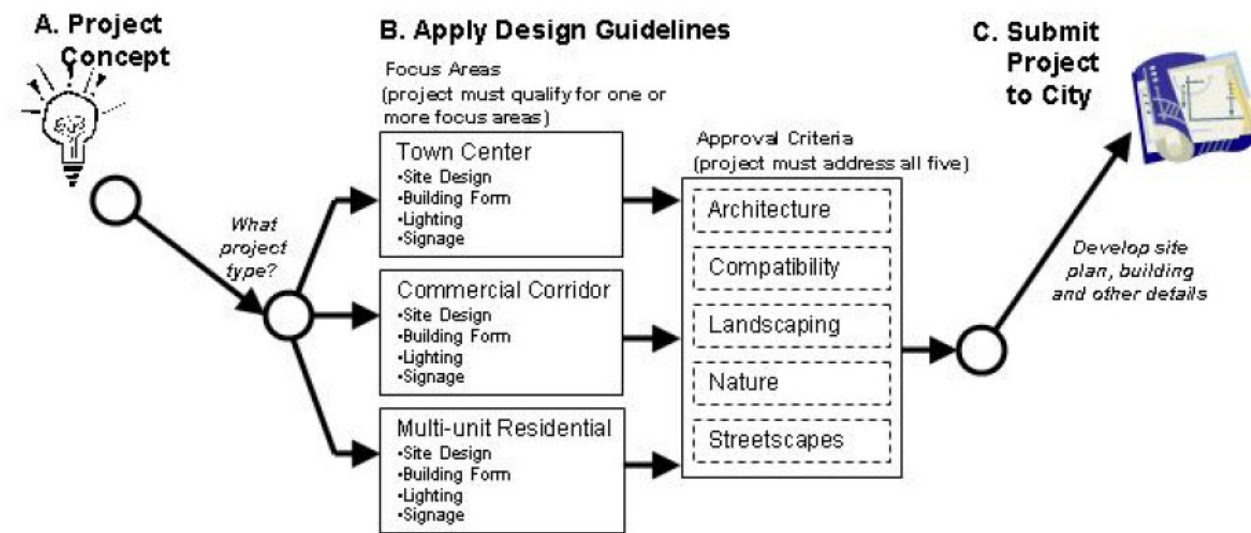 A. Project
Concept
B. Apply Design Guidelines
C. Submit
Project
to City
Focus Areas
(project must qualify for one or
more focus areas)
What
project
type?
Town Center
•Site Design
•Building Form
•Lighting
•Signage
Commercial Corridor
•Site Design
•Building Form
•Lighting
•Signage
Multi-unit Residential
•Site Design
•Building Form
•Lighting
•Signage
Approval Criteria
(project must address all five)
Architecture
Compatibility
Landscaping
Nature
Streetscapes
Develop site
plan, building
and other details